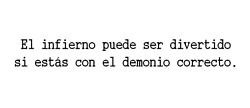 El infierno puede ser divertido
si estás con el demonio correcto.